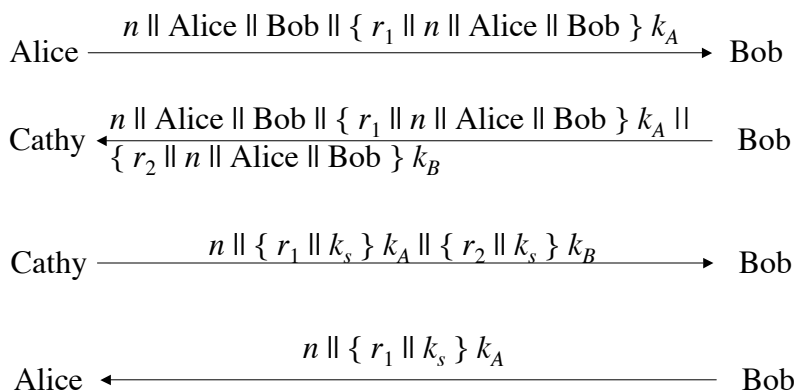 n || Alice || Bob || { r1 || n || Alice || Bob } kA
Alice Bob
n || Alice || Bob || { r1 || n || Alice || Bob } kA ||
Cathy Bob
{ r2 || n || Alice || Bob } kB
n || { r1 || ks } kA || { r2 || ks } kB
Cathy Bob
n || { r1 || ks } kA
Alice Bob